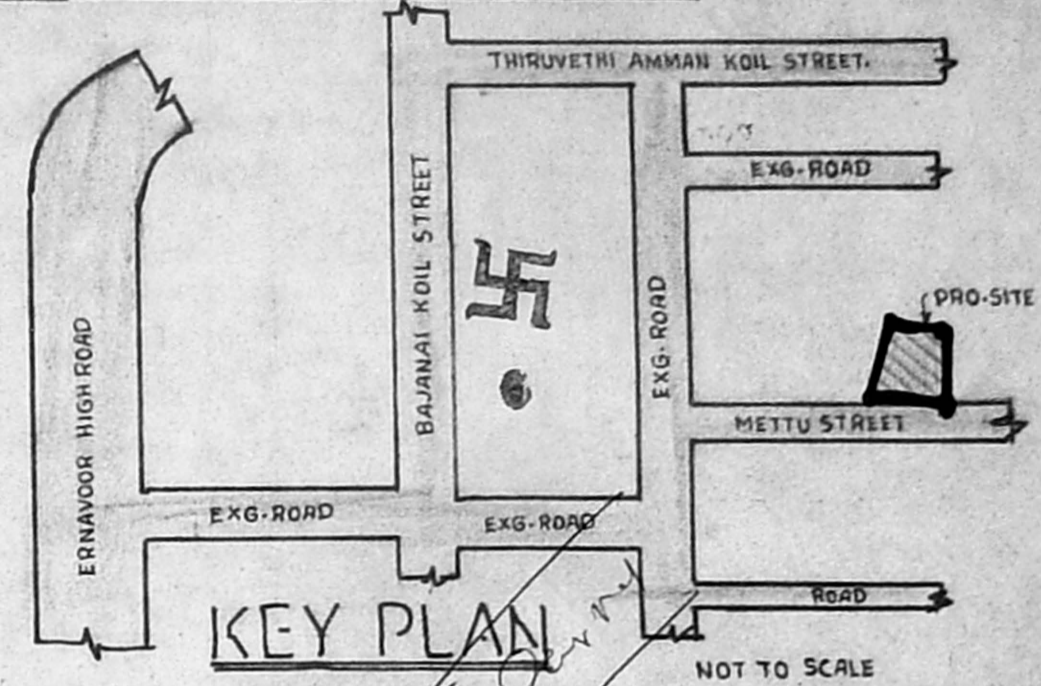 THIRUVETHI AMMAN KOIL STREET.
EXG-ROAD
BAJANAI KOIL STREET
PRO-SITE
EXG-ROAD
ERNAVOOR HIGH ROAD
METTU STREET
EXG-ROAD
EXG-ROAD
ROAD
KEY PLAN
NOT TO SCALE